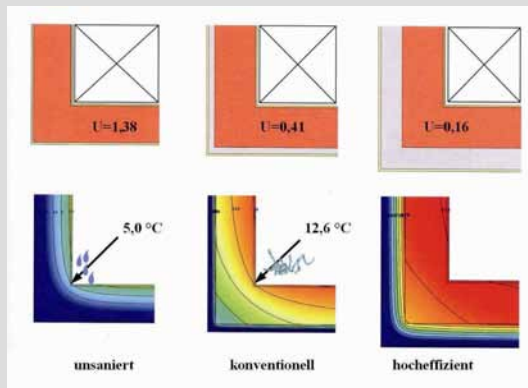 U=1,38
U=0,41
U=0,16
5,0 °C
12,6 °C
unsaniert
konventionell
hocheffizient